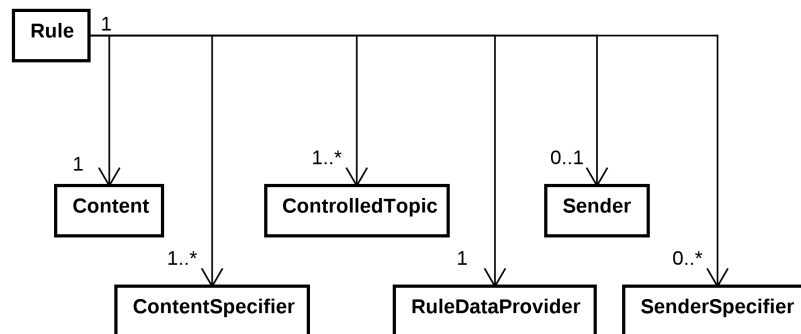 Rule 1
1 1..* 0..1
Content ControlledTopic Sender
1..* 1 0..*
ContentSpecifier RuleDataProvider SenderSpecifier